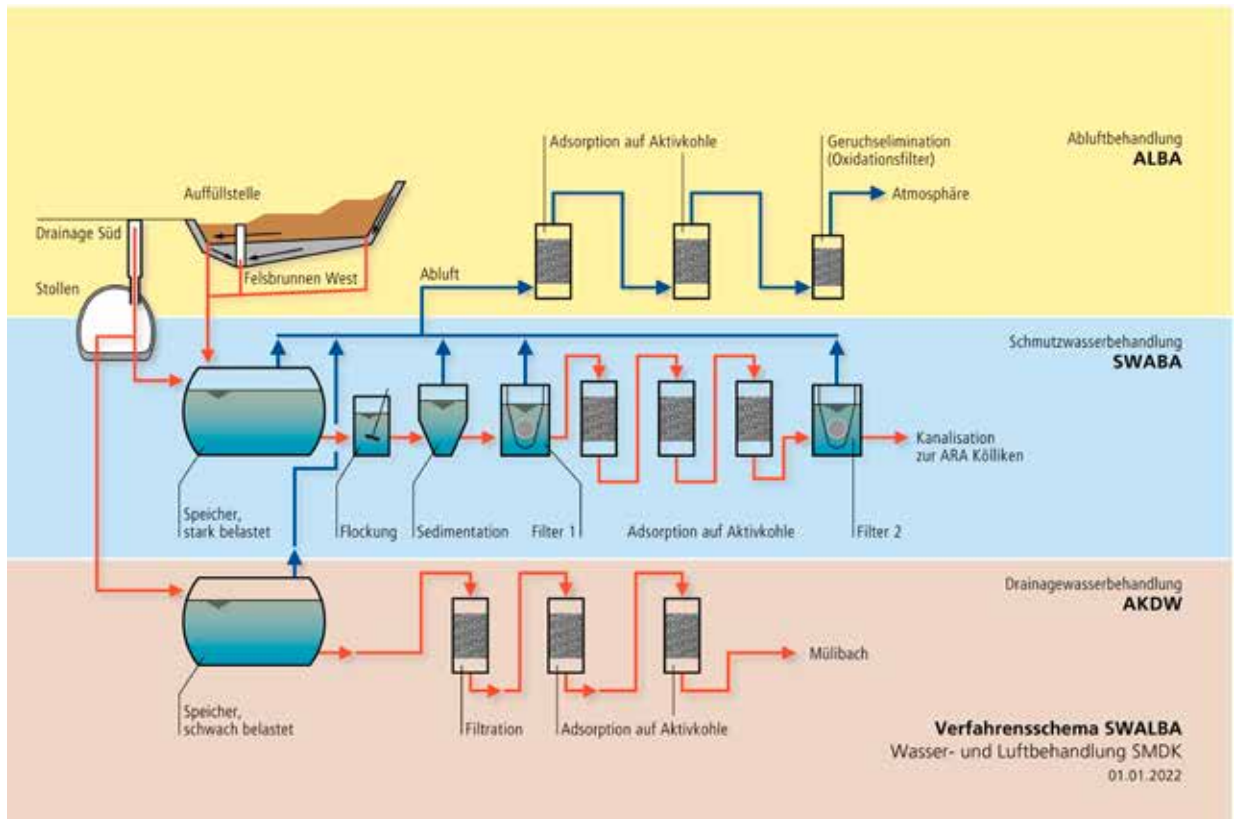 Adsorption auf Aktivkohle
Geruchselimination
(Oxidationsfilter)
Abluftbehandlung
ALBA
Atmosphäre
Auffüllstelle
Drainage Süd
Felsbrunnen West
Abluft
Stollen
Schmutzwasserbehandlung
SWABA
Kanalisation
zur ARA Kölliken
Speicher,
stark belastet
Flockung
Sedimentation
Filter 1
Adsorption auf Aktivkohle
Filter 2
Drainagewasserbehandlung
AKDW
Mülibach
Speicher,
schwach belastet
Filtration
Adsorption auf Aktivkohle
Verfahrensschema SWALBA
Wasser- und Luftbehandlung SMDK
01.01.2022